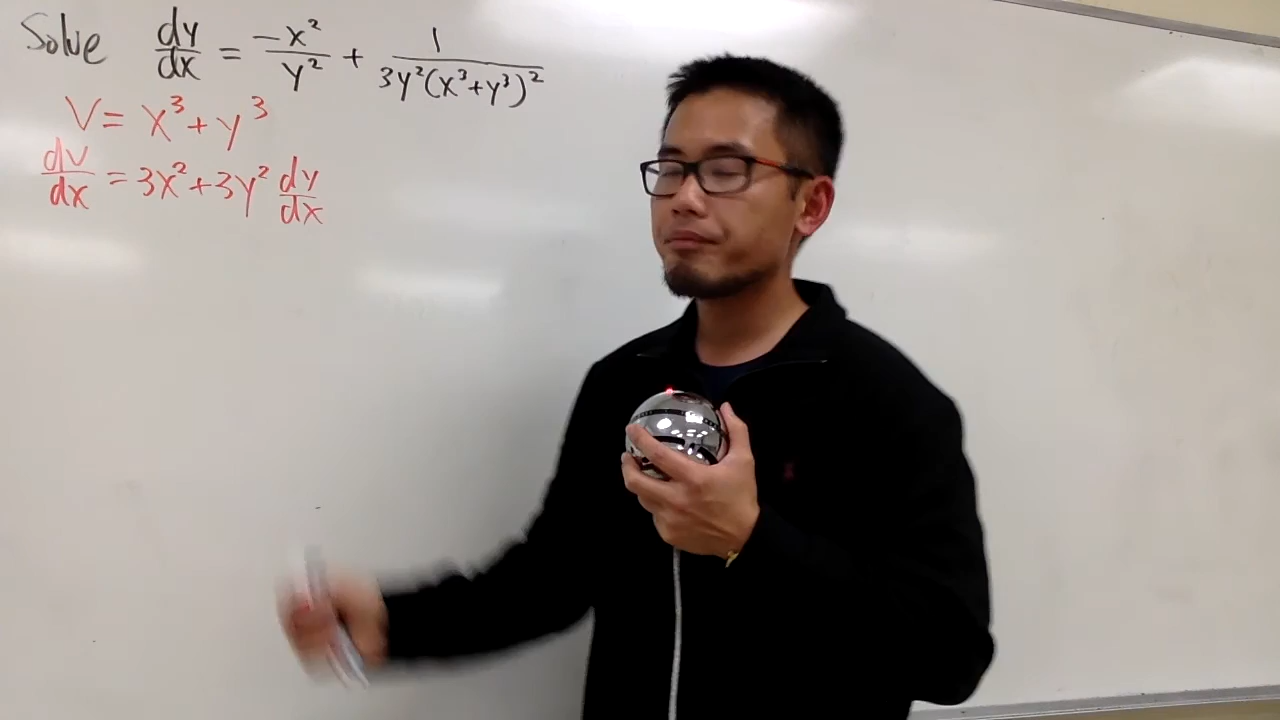 Solve dy/dx = -x²/y² + 1/(3y²(x³+y³)²)
V = x³ + y³
dv/dx = 3x² + 3y² dy/dx